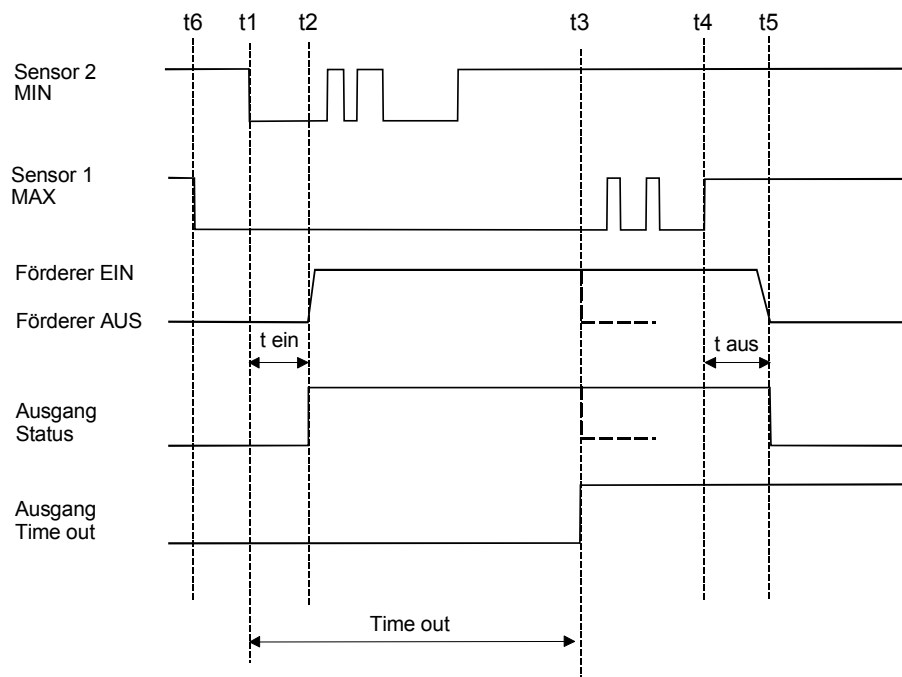 t6 t1 t2 t3 t4 t5
Sensor 2
MIN
Sensor 1
MAX
Förderer EIN
Förderer AUS
t ein
t aus
Ausgang
Status
Ausgang
Time out
Time out